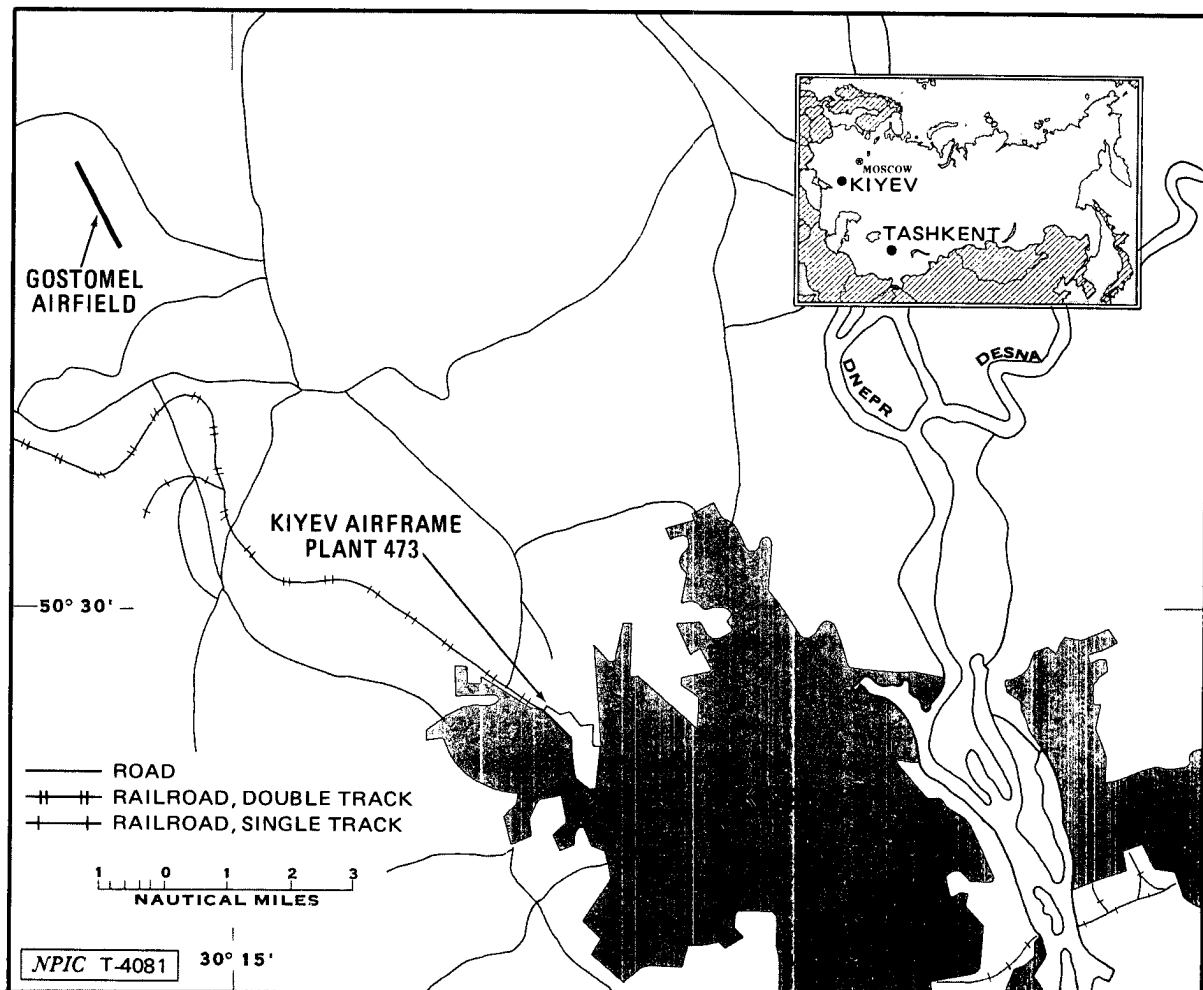 MOSCOW
KIYEV
TASHKENT
GOSTOMEL
AIRFIELD
DNEPR
DESNA
KIYEV AIRFRAME
PLANT 473
50° 30'
ROAD
RAILROAD, DOUBLE TRACK
RAILROAD, SINGLE TRACK
1 0 1 2 3
NAUTICAL MILES
NPIC T-4081
30° 15'